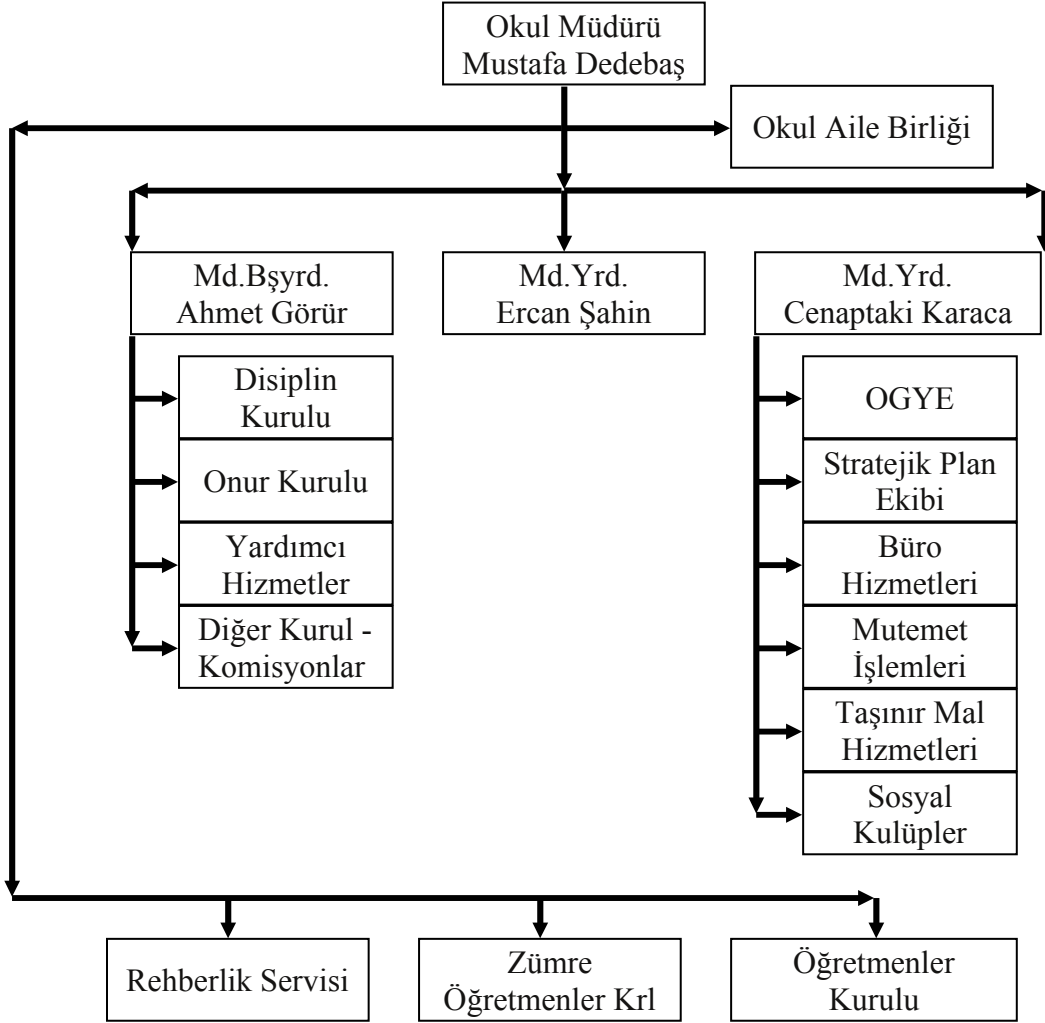 Okul Müdürü
Mustafa Dedebaş
Okul Aile Birliği
Md.Bşyrd.
Ahmet Görür
Md.Yrd.
Ercan Şahin
Md.Yrd.
Cenaptaki Karaca
Disiplin
Kurulu
Onur Kurulu
Yardımcı
Hizmetler
Diğer Kurul -
Komisyonlar
OGYE
Stratejik Plan
Ekibi
Büro
Hizmetleri
Mutemet
İşlemleri
Taşınır Mal
Hizmetleri
Sosyal
Kulüpler
Rehberlik Servisi
Zümre
Öğretmenler Krl
Öğretmenler
Kurulu